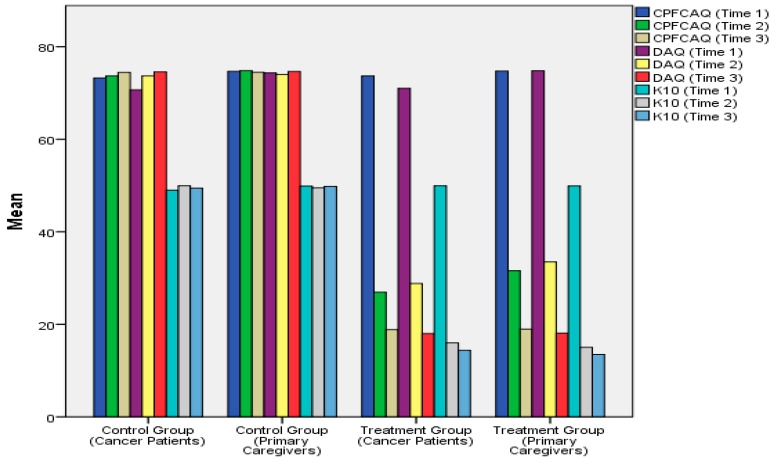 CPFCAQ (Time 1)
CPFCAQ (Time 2)
CPFCAQ (Time 3)
DAQ (Time 1)
DAQ (Time 2)
DAQ (Time 3)
K10 (Time 1)
K10 (Time 2)
K10 (Time 3)
Mean
80
60
40
20
0
Control Group
(Cancer Patients)
Control Group
(Primary
Caregivers)
Treatment Group
(Cancer Patients)
Treatment Group
(Primary
Caregivers)